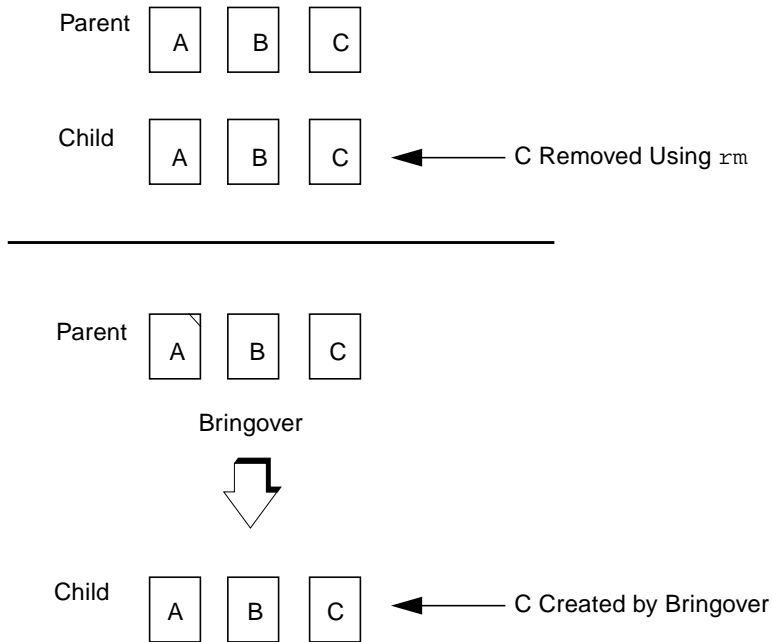 Parent A B C
Child A B C C Removed Using rm
Parent A B C
Bringover
Child A B C C Created by Bringover